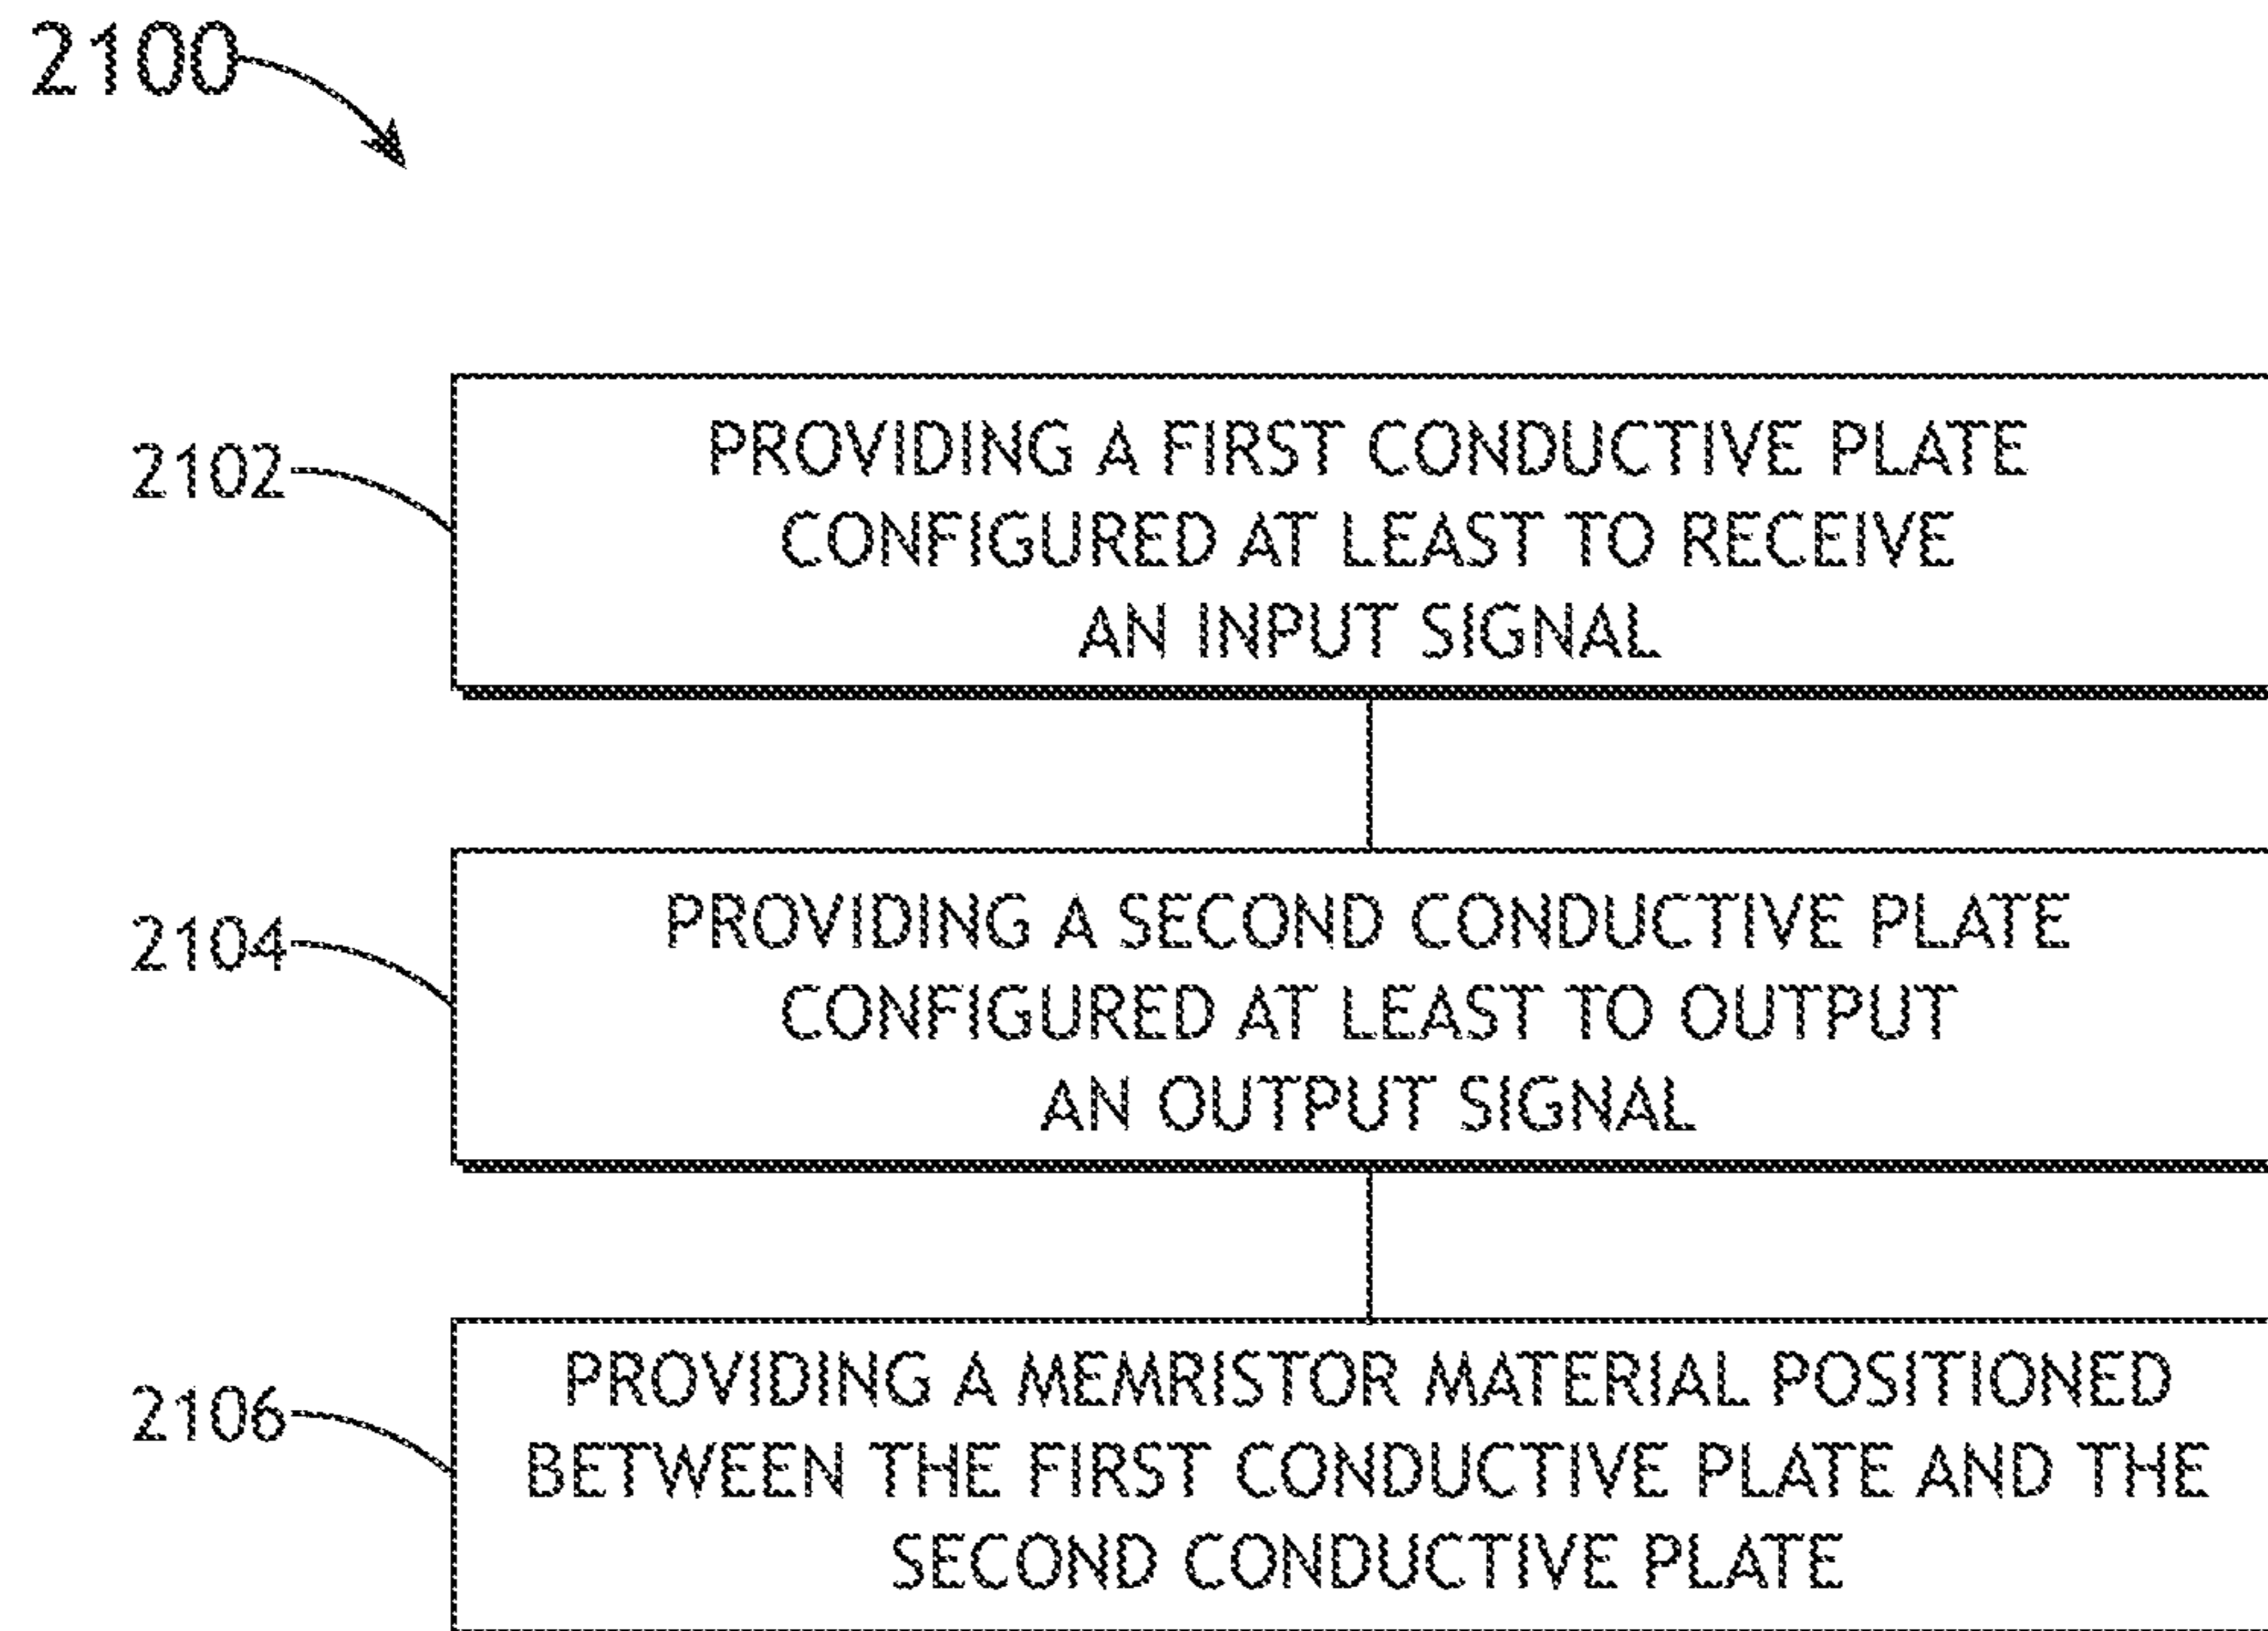 2100
2102
PROVIDING A FIRST CONDUCTIVE PLATE
CONFIGURED AT LEAST TO RECEIVE
AN INPUT SIGNAL
2104
PROVIDING A SECOND CONDUCTIVE PLATE
CONFIGURED AT LEAST TO OUTPUT
AN OUTPUT SIGNAL
2106
PROVIDING A MEMRISTOR MATERIAL POSITIONED
BETWEEN THE FIRST CONDUCTIVE PLATE AND THE
SECOND CONDUCTIVE PLATE